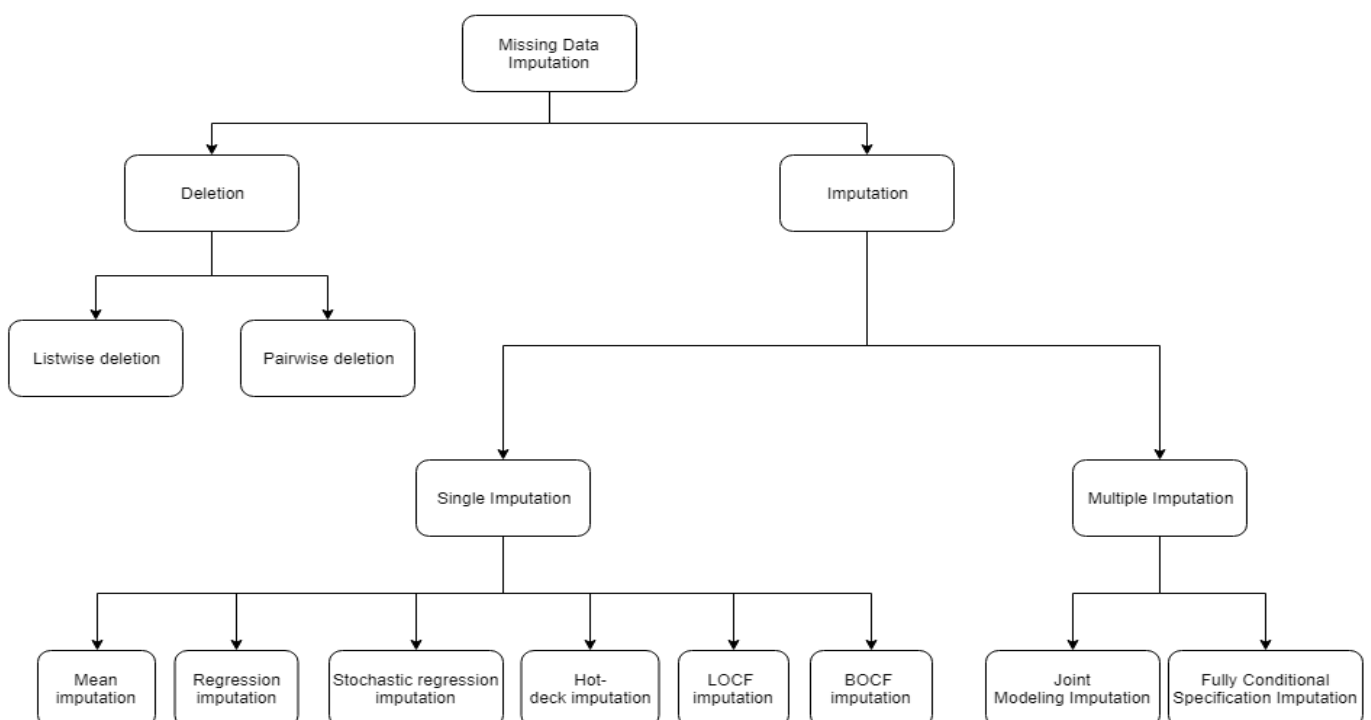 Missing Data
Imputation
Deletion
Imputation
Listwise deletion
Pairwise deletion
Single Imputation
Multiple Imputation
Mean
imputation
Regression
imputation
Stochastic regression
imputation
Hot-
deck imputation
LOCF
imputation
BOCF
imputation
Joint
Modeling Imputation
Fully Conditional
Specification Imputation